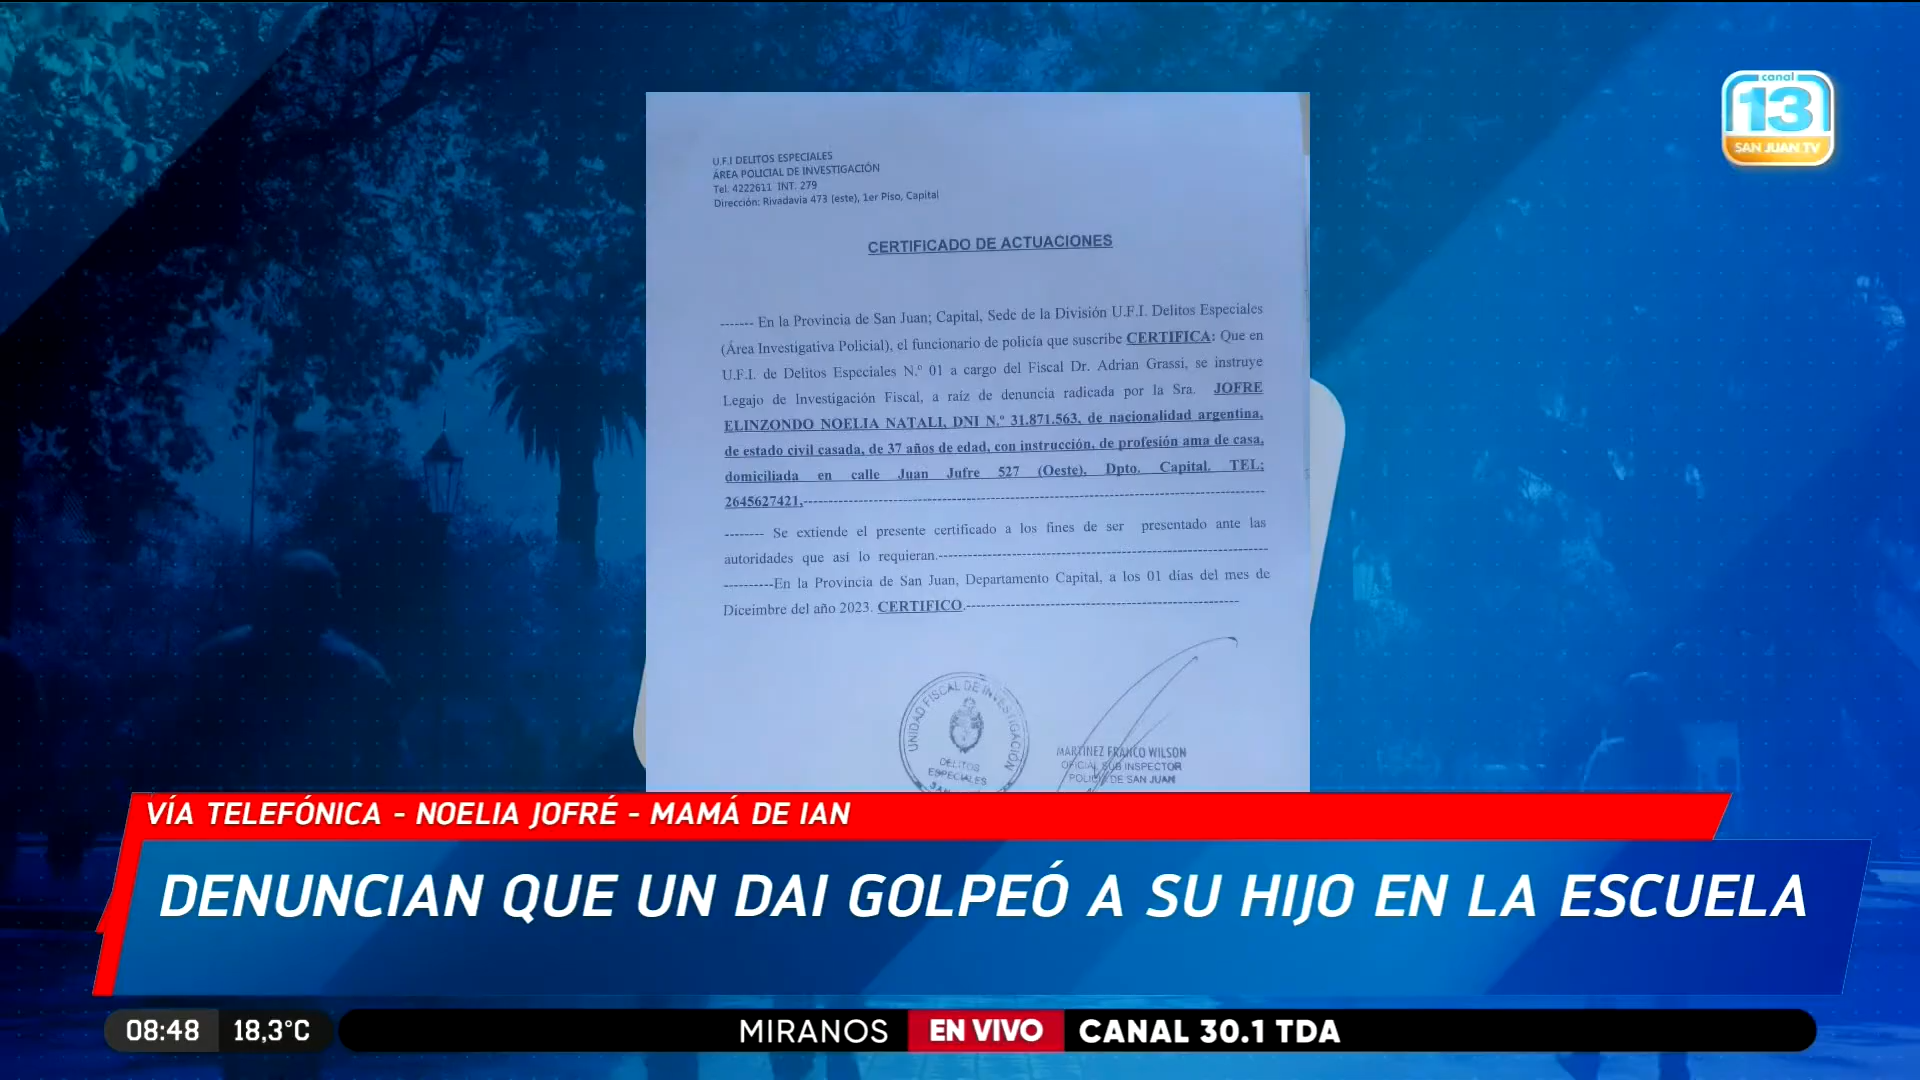 canal
13
SAN JUAN TV
U.F.I DELITOS ESPECIALES
ÁREA POLICIAL DE INVESTIGACIÓN
Tel. 4222611 INT. 279
Dirección: Rivadavia 473 (este), 1er Piso, Capital
CERTIFICADO DE ACTUACIONES
------- En la Provincia de San Juan; Capital, Sede de la División U.F.I. Delitos Especiales
(Área Investigativa Policial), el funcionario de policía que suscribe CERTIFICA: Que en
U.F.I. de Delitos Especiales N.º 01 a cargo del Fiscal Dr. Adrian Grassi, se instruye
Legajo de Investigación Fiscal, a raíz de denuncia radicada por la Sra. JOFRE
ELINZONDO NOELIA NATALI, DNI N.º 31.871.563, de nacionalidad argentina,
de estado civil casada, de 37 años de edad, con instrucción, de profesión ama de casa,
domiciliada en calle Juan Jufre 527 (Oeste), Dpto. Capital. TEL:
2645627421,------------------------------------------------------------------------------
-------- Se extiende el presente certificado a los fines de ser presentado ante las
autoridades que así lo requieran.-------------------------------------------------------
----------En la Provincia de San Juan, Departamento Capital, a los 01 días del mes de
Diceimbre del año 2023. CERTIFICO.----------------------------------------------
UNIDAD FISCAL DE INVESTIGACIÓN
DELITOS
ESPECIALES
MARTINEZ FRANCO WILSON
OFICIAL SUB INSPECTOR
POLICIA DE SAN JUAN
VÍA TELEFÓNICA - NOELIA JOFRÉ - MAMÁ DE IAN
DENUNCIAN QUE UN DAI GOLPEÓ A SU HIJO EN LA ESCUELA
08:48 18,3°C MIRANOS EN VIVO CANAL 30.1 TDA